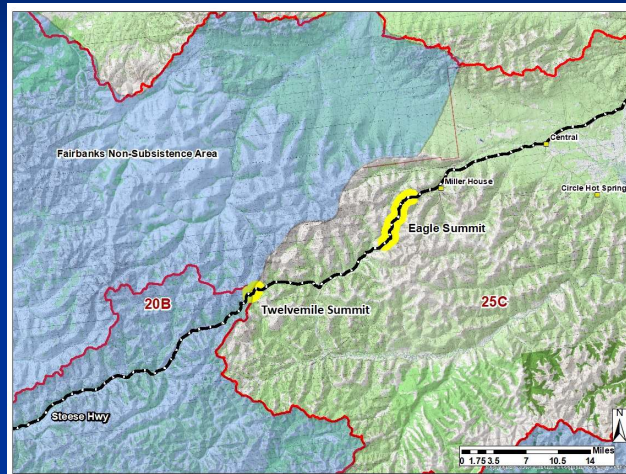 Fairbanks Non-Subsistence Area
Central
Miller House
Circle Hot Spring
Eagle Summit
20B
Twelvemile Summit
25C
Steese Hwy
N
Miles
0 1.75 3.5 7 10.5 14